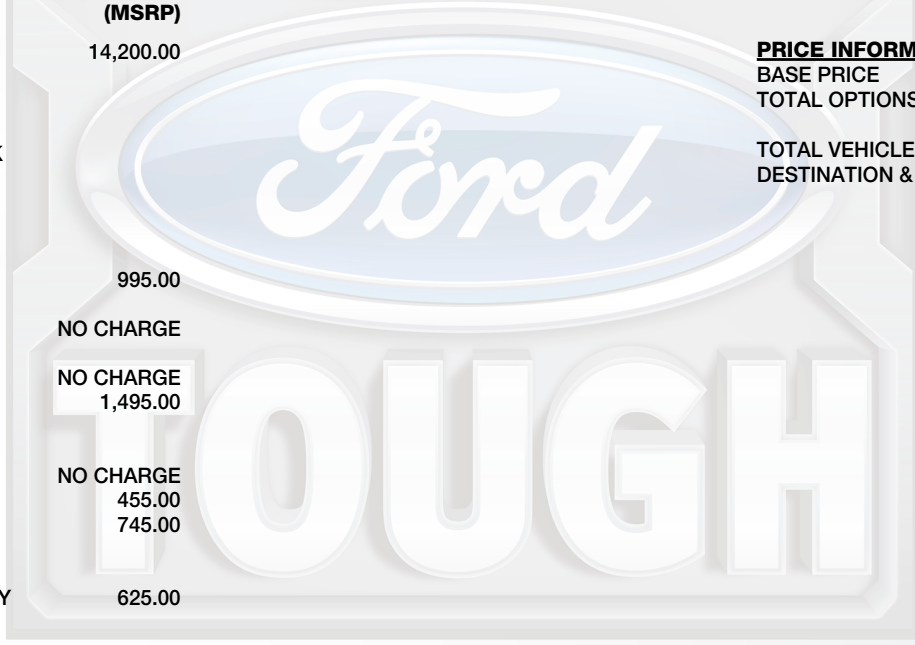 (MSRP)
14,200.00
PRICE INFORM
BASE PRICE
TOTAL OPTIONS
TOTAL VEHICLE
DESTINATION &
995.00
NO CHARGE
NO CHARGE
1,495.00
NO CHARGE
455.00
745.00
Y 625.00
Ford
TOUGH